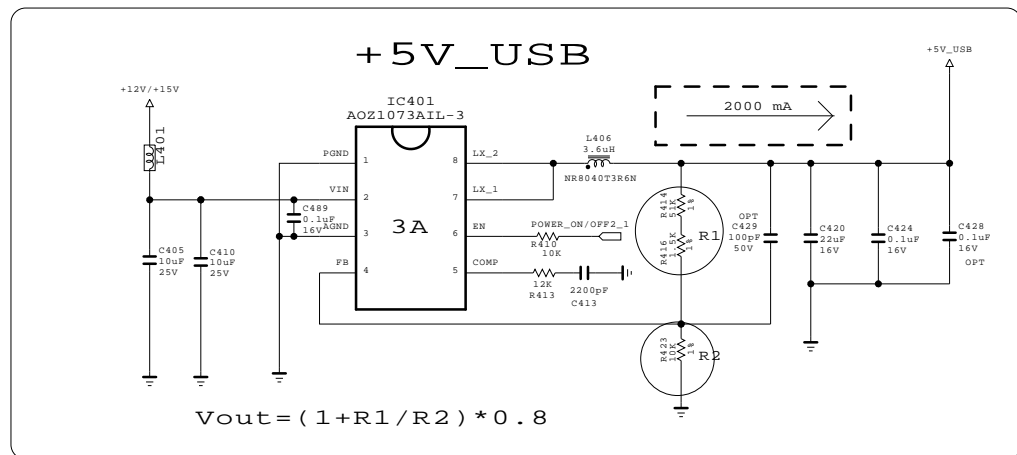 +5V_USB
+5V_USB
+12V/+15V
L401
IC401
AOZ1073AIL-3
2000 mA
L406
3.6uH
NR8040T3R6N
PGND
1
8
LX_2
VIN
2
7
LX_1
AGND
3
3A
6
EN
FB
4
5
COMP
C489
0.1uF
16V
C405
10uF
25V
C410
10uF
25V
POWER_ON/OFF2_1
R410
10K
12K
R413
2200pF
C413
R414
51K
1%
R416
1.5K
1%
R1
OPT
C429
100pF
50V
C420
22uF
16V
C424
0.1uF
16V
C428
0.1uF
16V
OPT
R423
10K
1%
R2
Vout=(1+R1/R2)*0.8